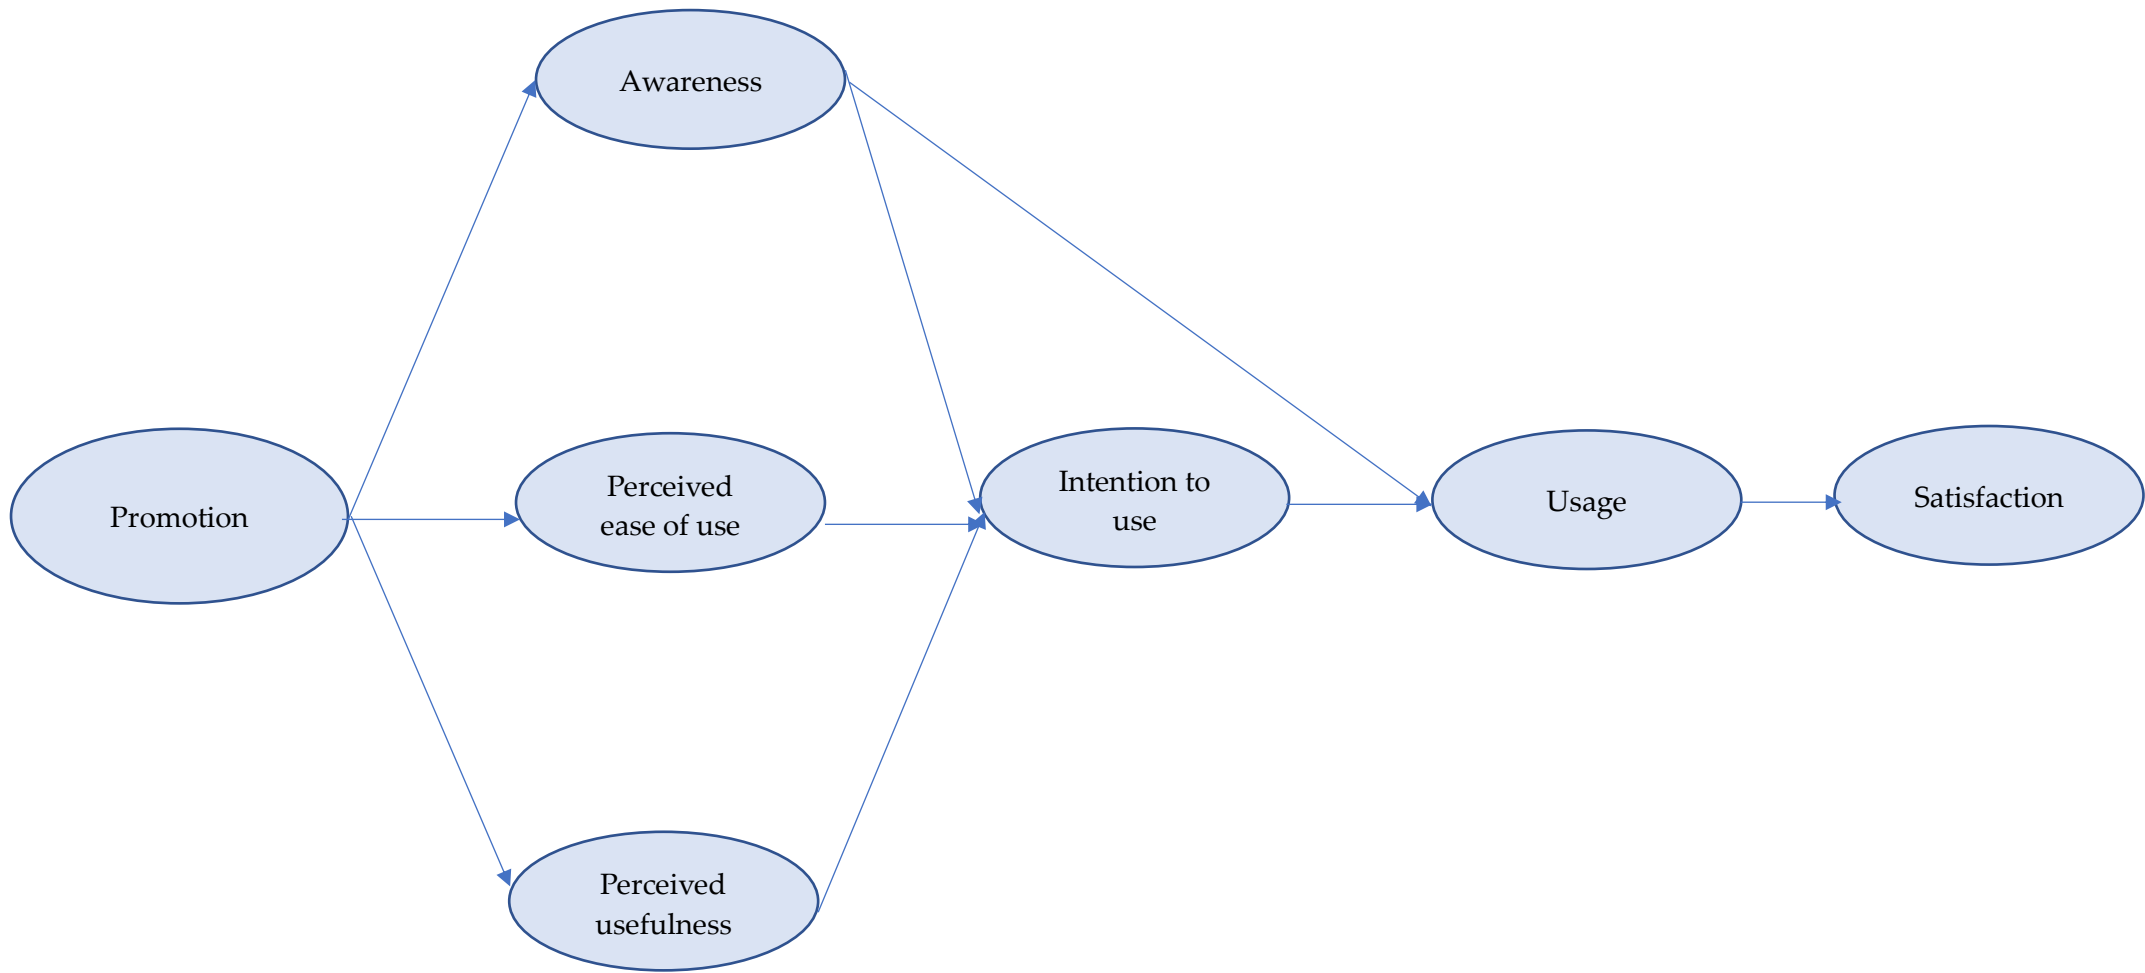 Awareness
Promotion
Perceived
ease of use
Intention to
use
Usage
Satisfaction
Perceived
usefulness